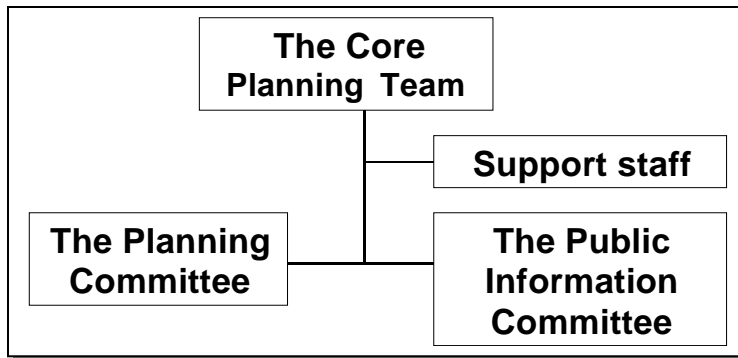 The Core
Planning Team
Support staff
The Planning
Committee
The Public
Information
Committee